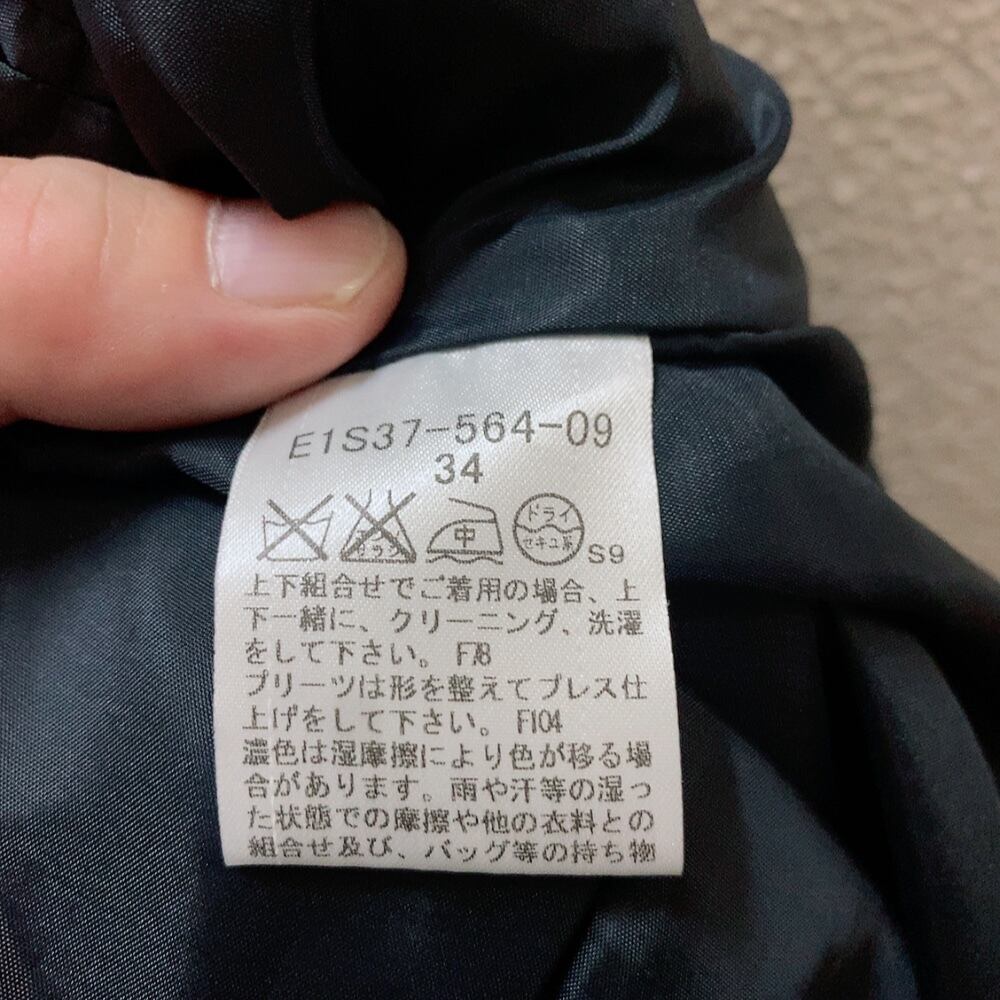 E1S37-564-09
34
エンソ
サラシ
中
ドライ
セキユ系
S9
上下組合せでご着用の場合、上
下一緒に、クリーニング、洗濯
をして下さい。 F78
プリーツは形を整えてプレス仕
上げをして下さい。 F104
濃色は湿摩擦により色が移る場
合があります。雨や汗等の湿っ
た状態での摩擦や他の衣料との
組合せ及び、バッグ等の持ち物